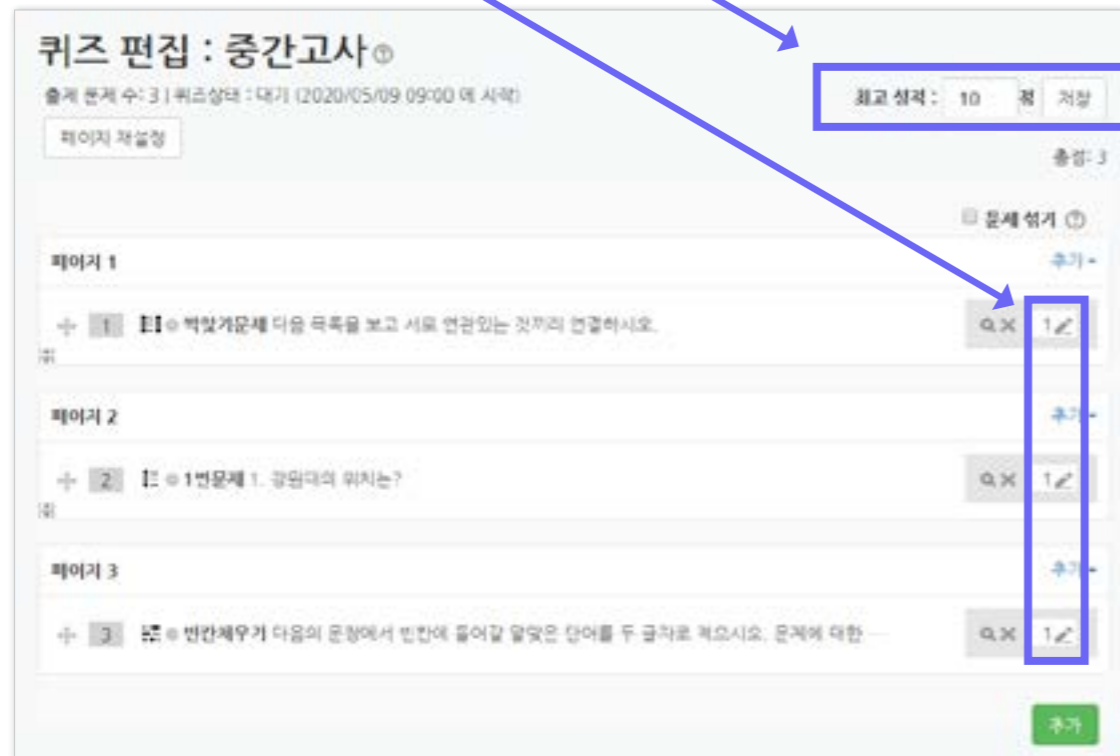 퀴즈 편집 : 중간고사
출제 문제 수: 3 | 퀴즈상태 : 대기 (2020/05/09 09:00 에 시작)
최고 성적 : 10 점 저장
페이지 재설정
총점: 3
문제 섞기
페이지 1 추가
1 짝맞기문제 다음 목록을 보고 서로 연관있는 것끼리 연결하시오. 1
페이지 2 추가
2 1번문제 1. 강원대의 위치는? 1
페이지 3 추가
3 빈칸채우기 다음의 문장에서 빈칸에 들어갈 알맞은 단어를 두 글자로 적으시오. 문제에 대한 ... 1
추가